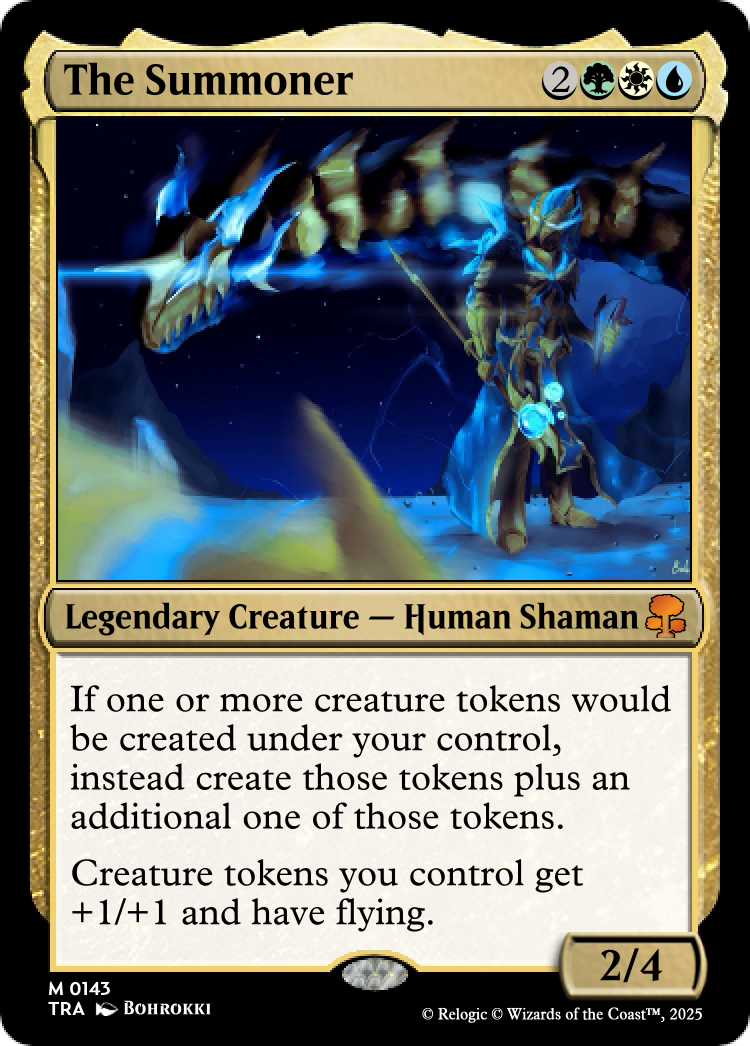 The Summoner 2
Legendary Creature — Human Shaman
If one or more creature tokens would
be created under your control,
instead create those tokens plus an
additional one of those tokens.
Creature tokens you control get
+1/+1 and have flying.
2/4
M 0143
TRA BOHROKKI
© Relogic © Wizards of the Coast™, 2025